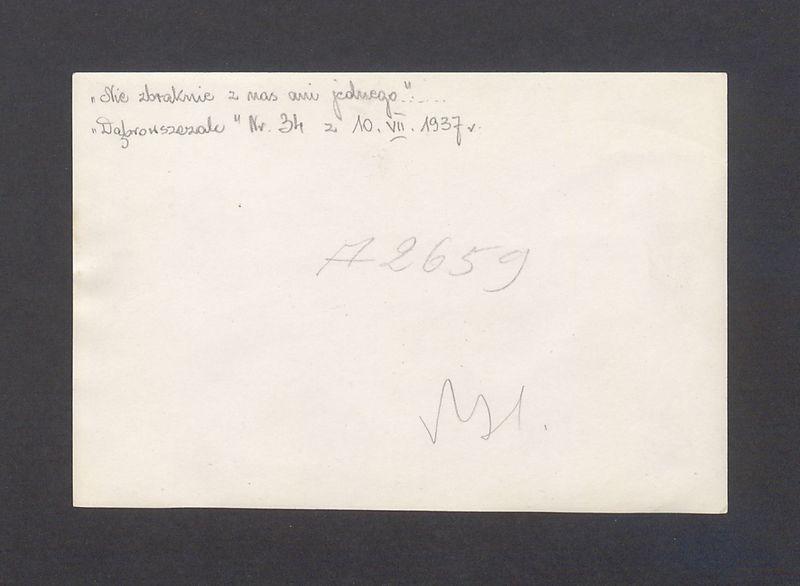 „Nie zbraknie z nas ani jednego"......
„Dąbrowszczak" Nr. 34 z 10. VII. 1937 r.
A 2659